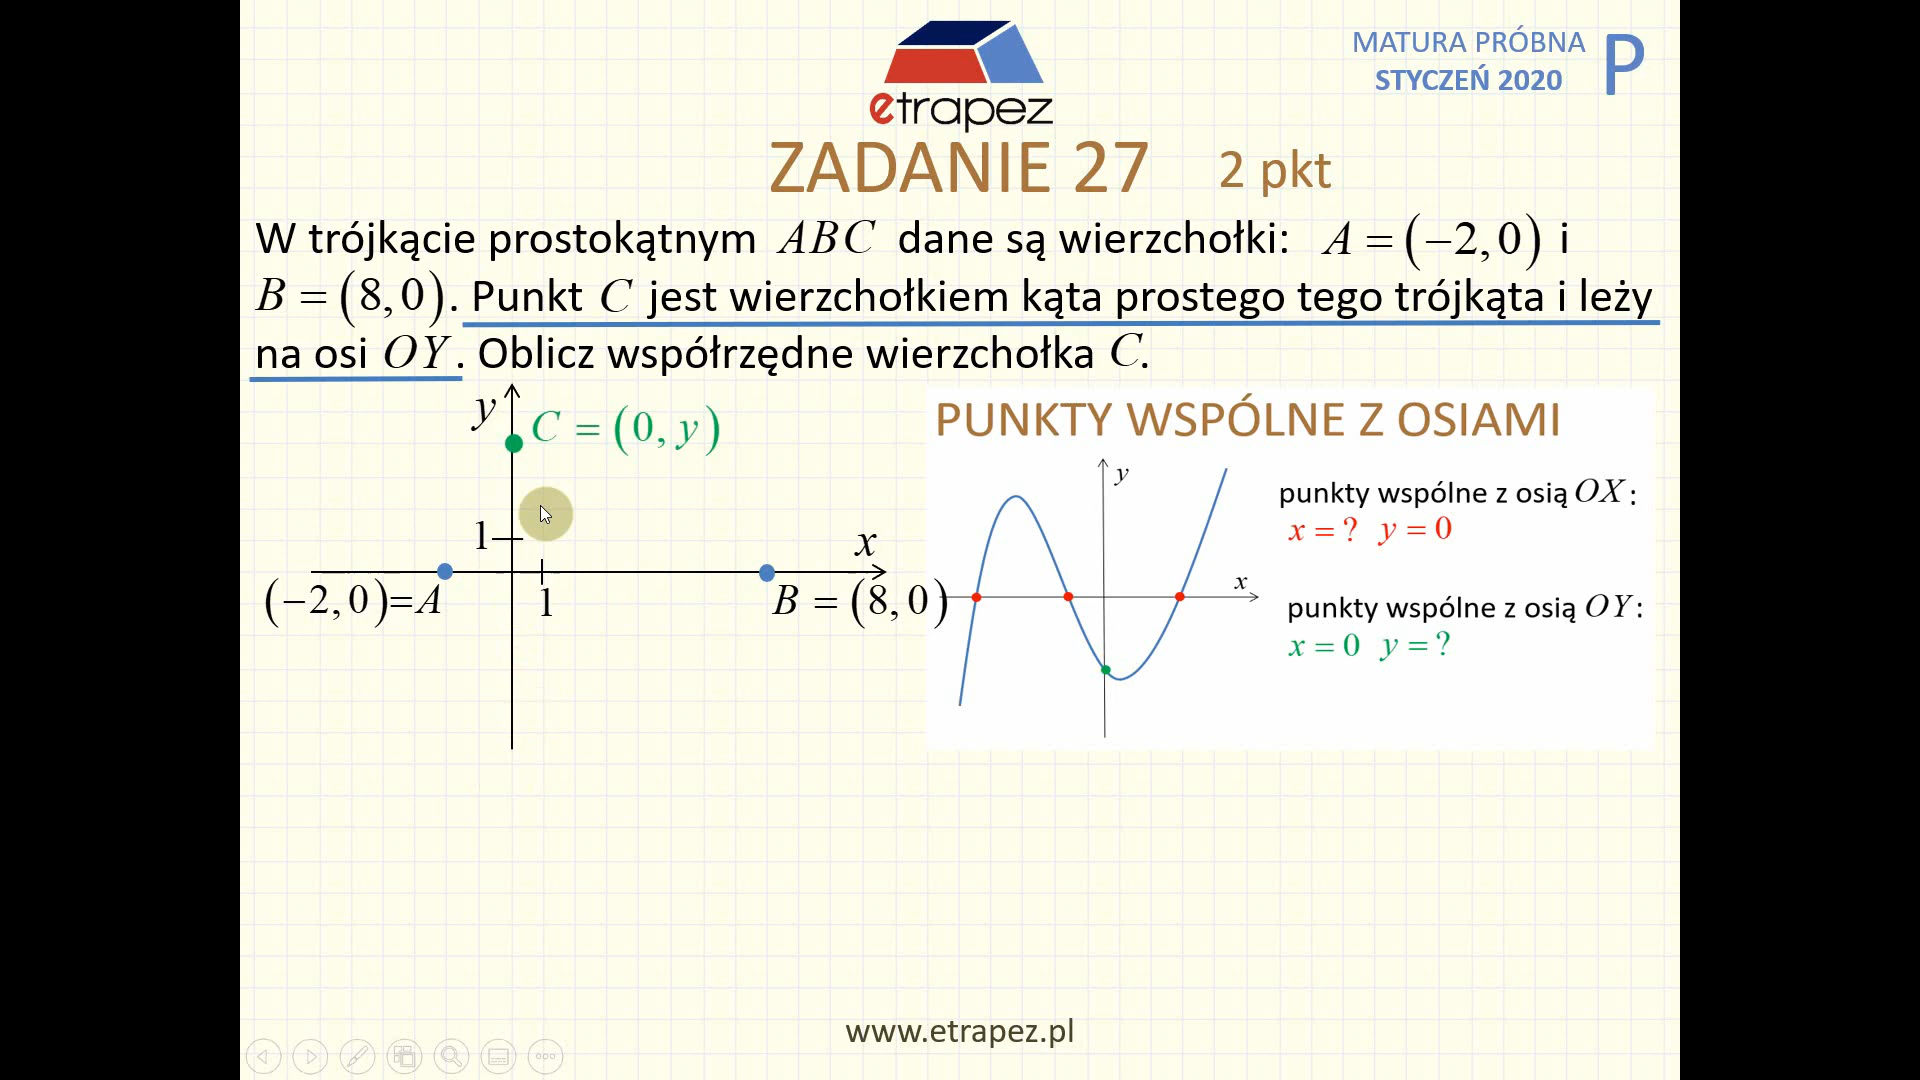 etrapez
MATURA PRÓBNA
STYCZEŃ 2020
P
ZADANIE 27 2 pkt
W trójkącie prostokątnym ABC dane są wierzchołki: A = (−2, 0) i
B = (8, 0). Punkt C jest wierzchołkiem kąta prostego tego trójkąta i leży
na osi OY. Oblicz współrzędne wierzchołka C.
y
C = (0, y)
1
x
(−2, 0)=A
1
B = (8, 0)
PUNKTY WSPÓLNE Z OSIAMI
y
x
punkty wspólne z osią OX:
x = ? y = 0
punkty wspólne z osią OY:
x = 0 y = ?
www.etrapez.pl